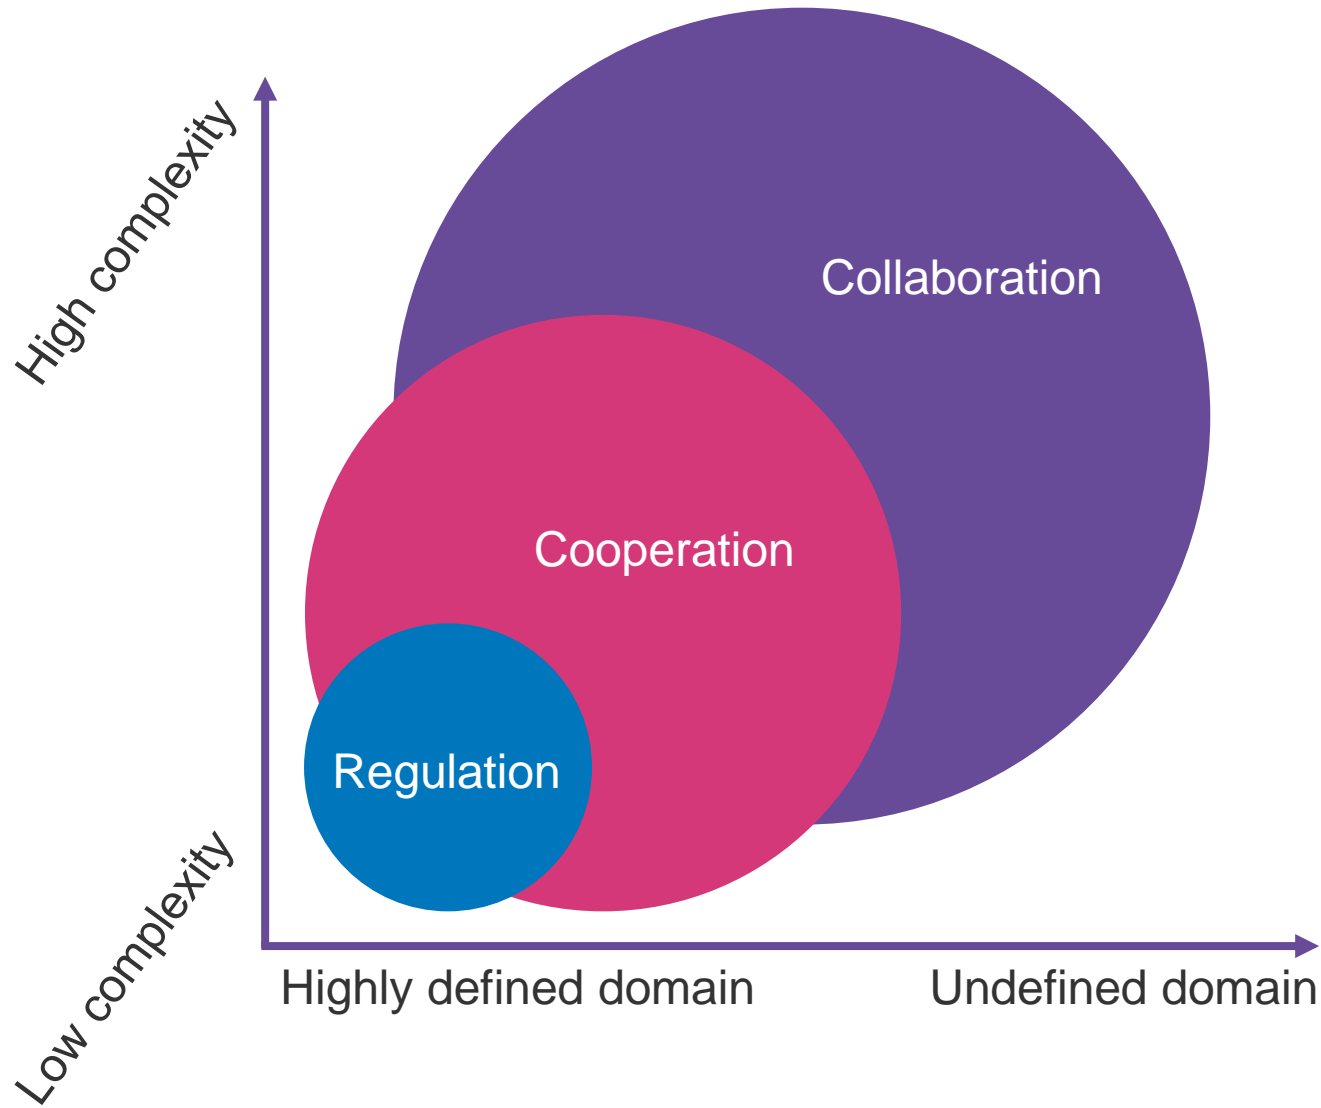 High complexity
Collaboration
Cooperation
Regulation
Low complexity
Highly defined domain
Undefined domain